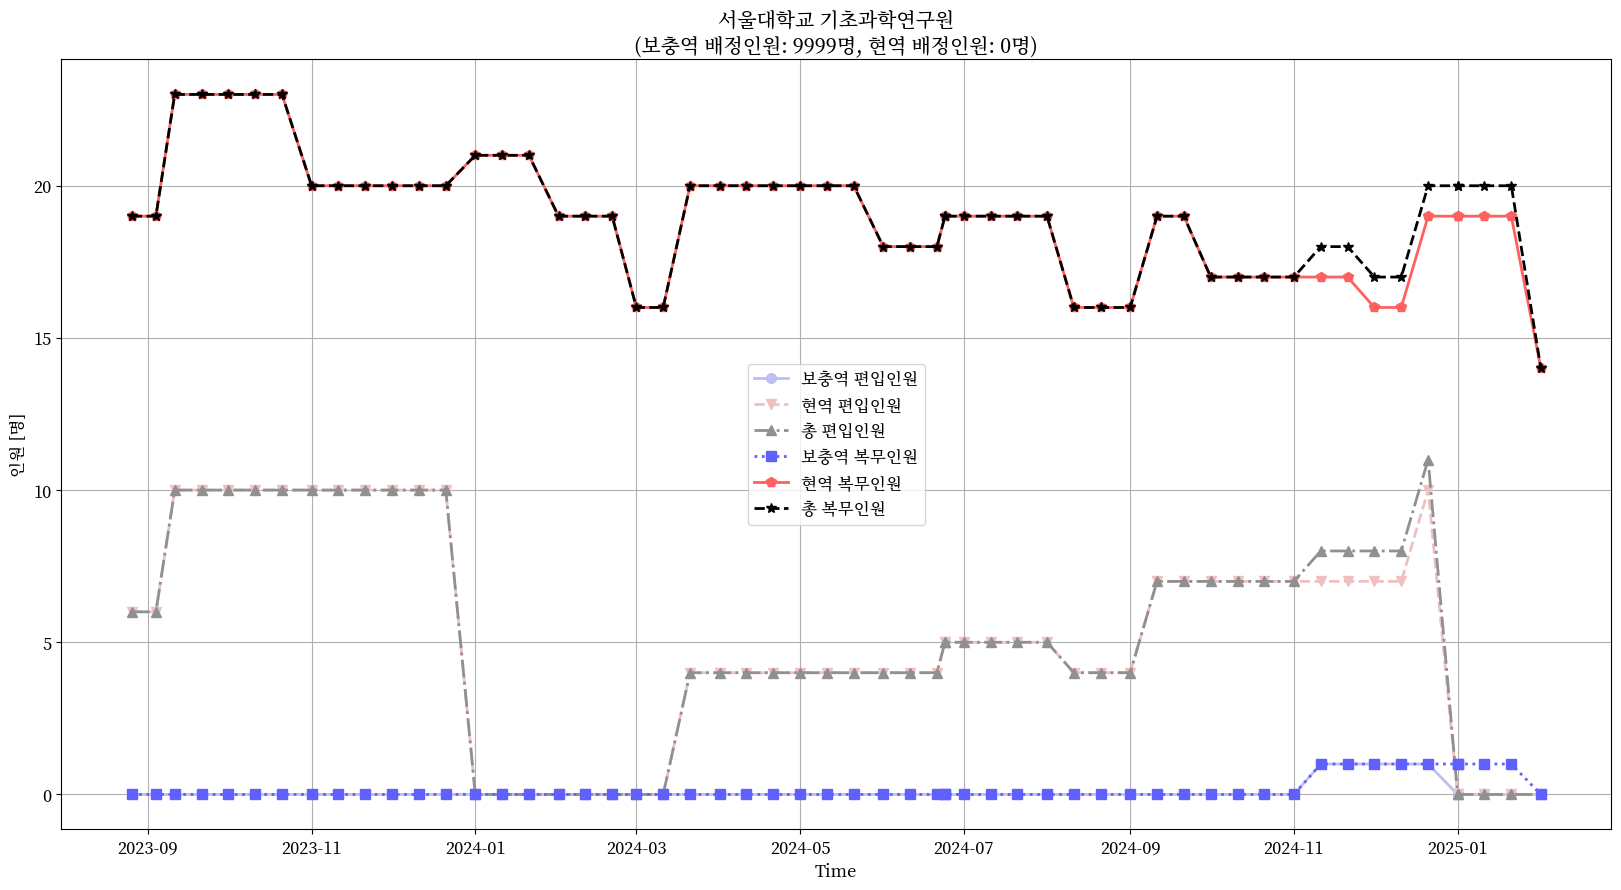 서울대학교 기초과학연구원
(보충역 배정인원: 9999명, 현역 배정인원: 0명)
인원 [명]
20
15
10
5
0
보충역 편입인원
현역 편입인원
총 편입인원
보충역 복무인원
현역 복무인원
총 복무인원
2023-09
2023-11
2024-01
2024-03
2024-05
2024-07
2024-09
2024-11
2025-01
Time